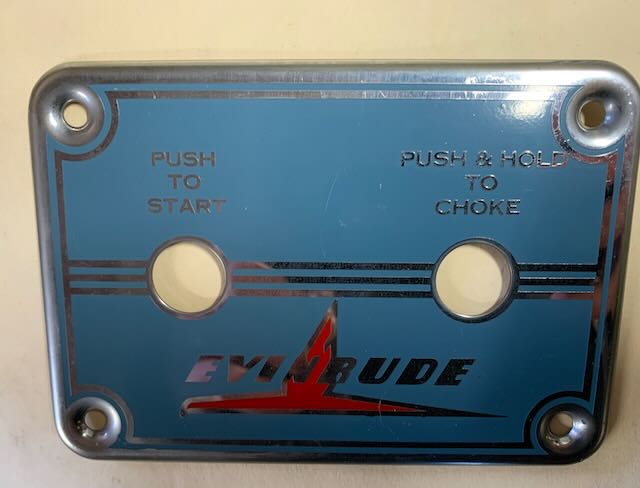 PUSH
TO
START
PUSH & HOLD
TO
CHOKE
EVINRUDE